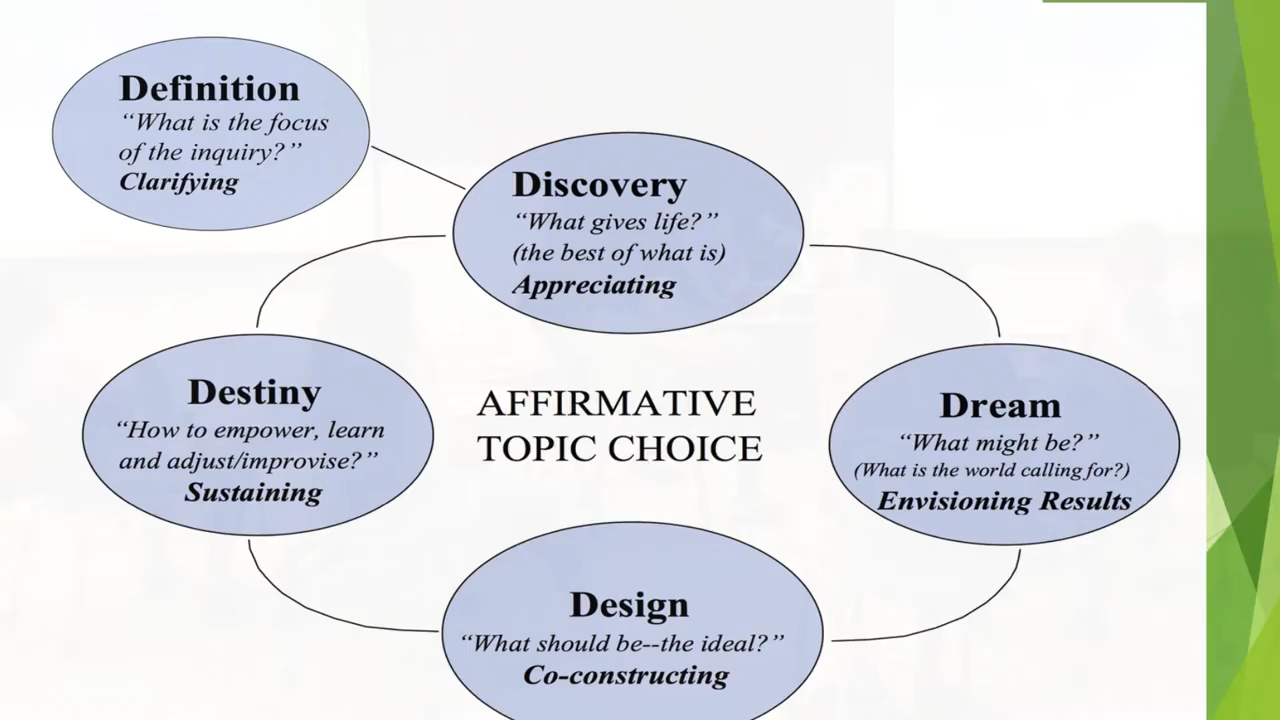 Definition
“What is the focus
of the inquiry?”
Clarifying
Discovery
“What gives life?”
(the best of what is)
Appreciating
Destiny
“How to empower, learn
and adjust/improvise?”
Sustaining
AFFIRMATIVE
TOPIC CHOICE
Dream
“What might be?”
(What is the world calling for?)
Envisioning Results
Design
“What should be--the ideal?”
Co-constructing